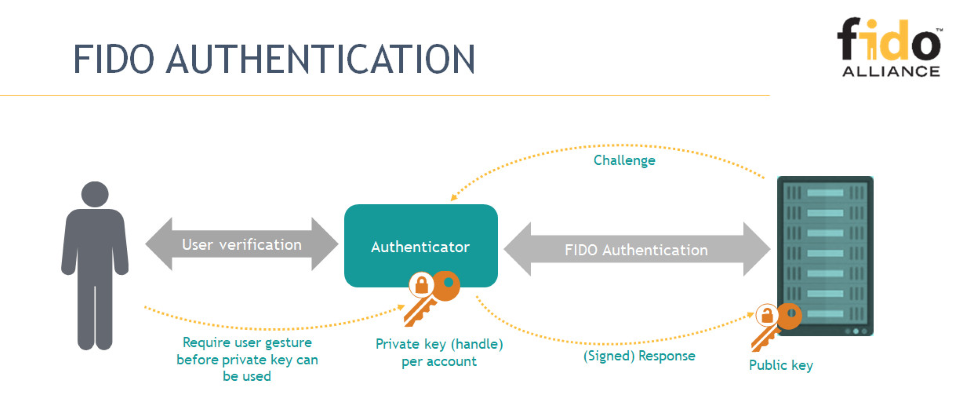 FIDO AUTHENTICATION
fido™
ALLIANCE
Challenge
User verification
Authenticator
FIDO Authentication
Require user gesture
before private key can
be used
Private key (handle)
per account
(Signed) Response
Public key